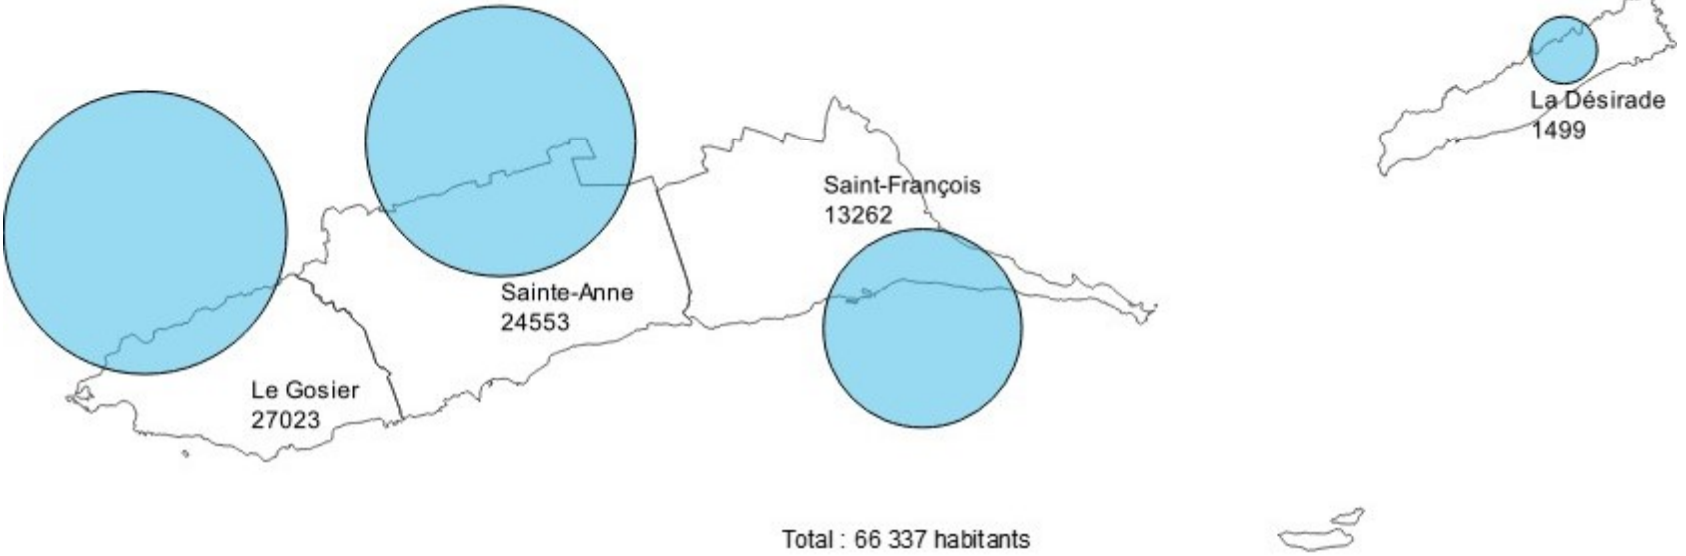 La Désirade
1499
Saint-François
13262
Sainte-Anne
24553
Le Gosier
27023
Total : 66 337 habitants